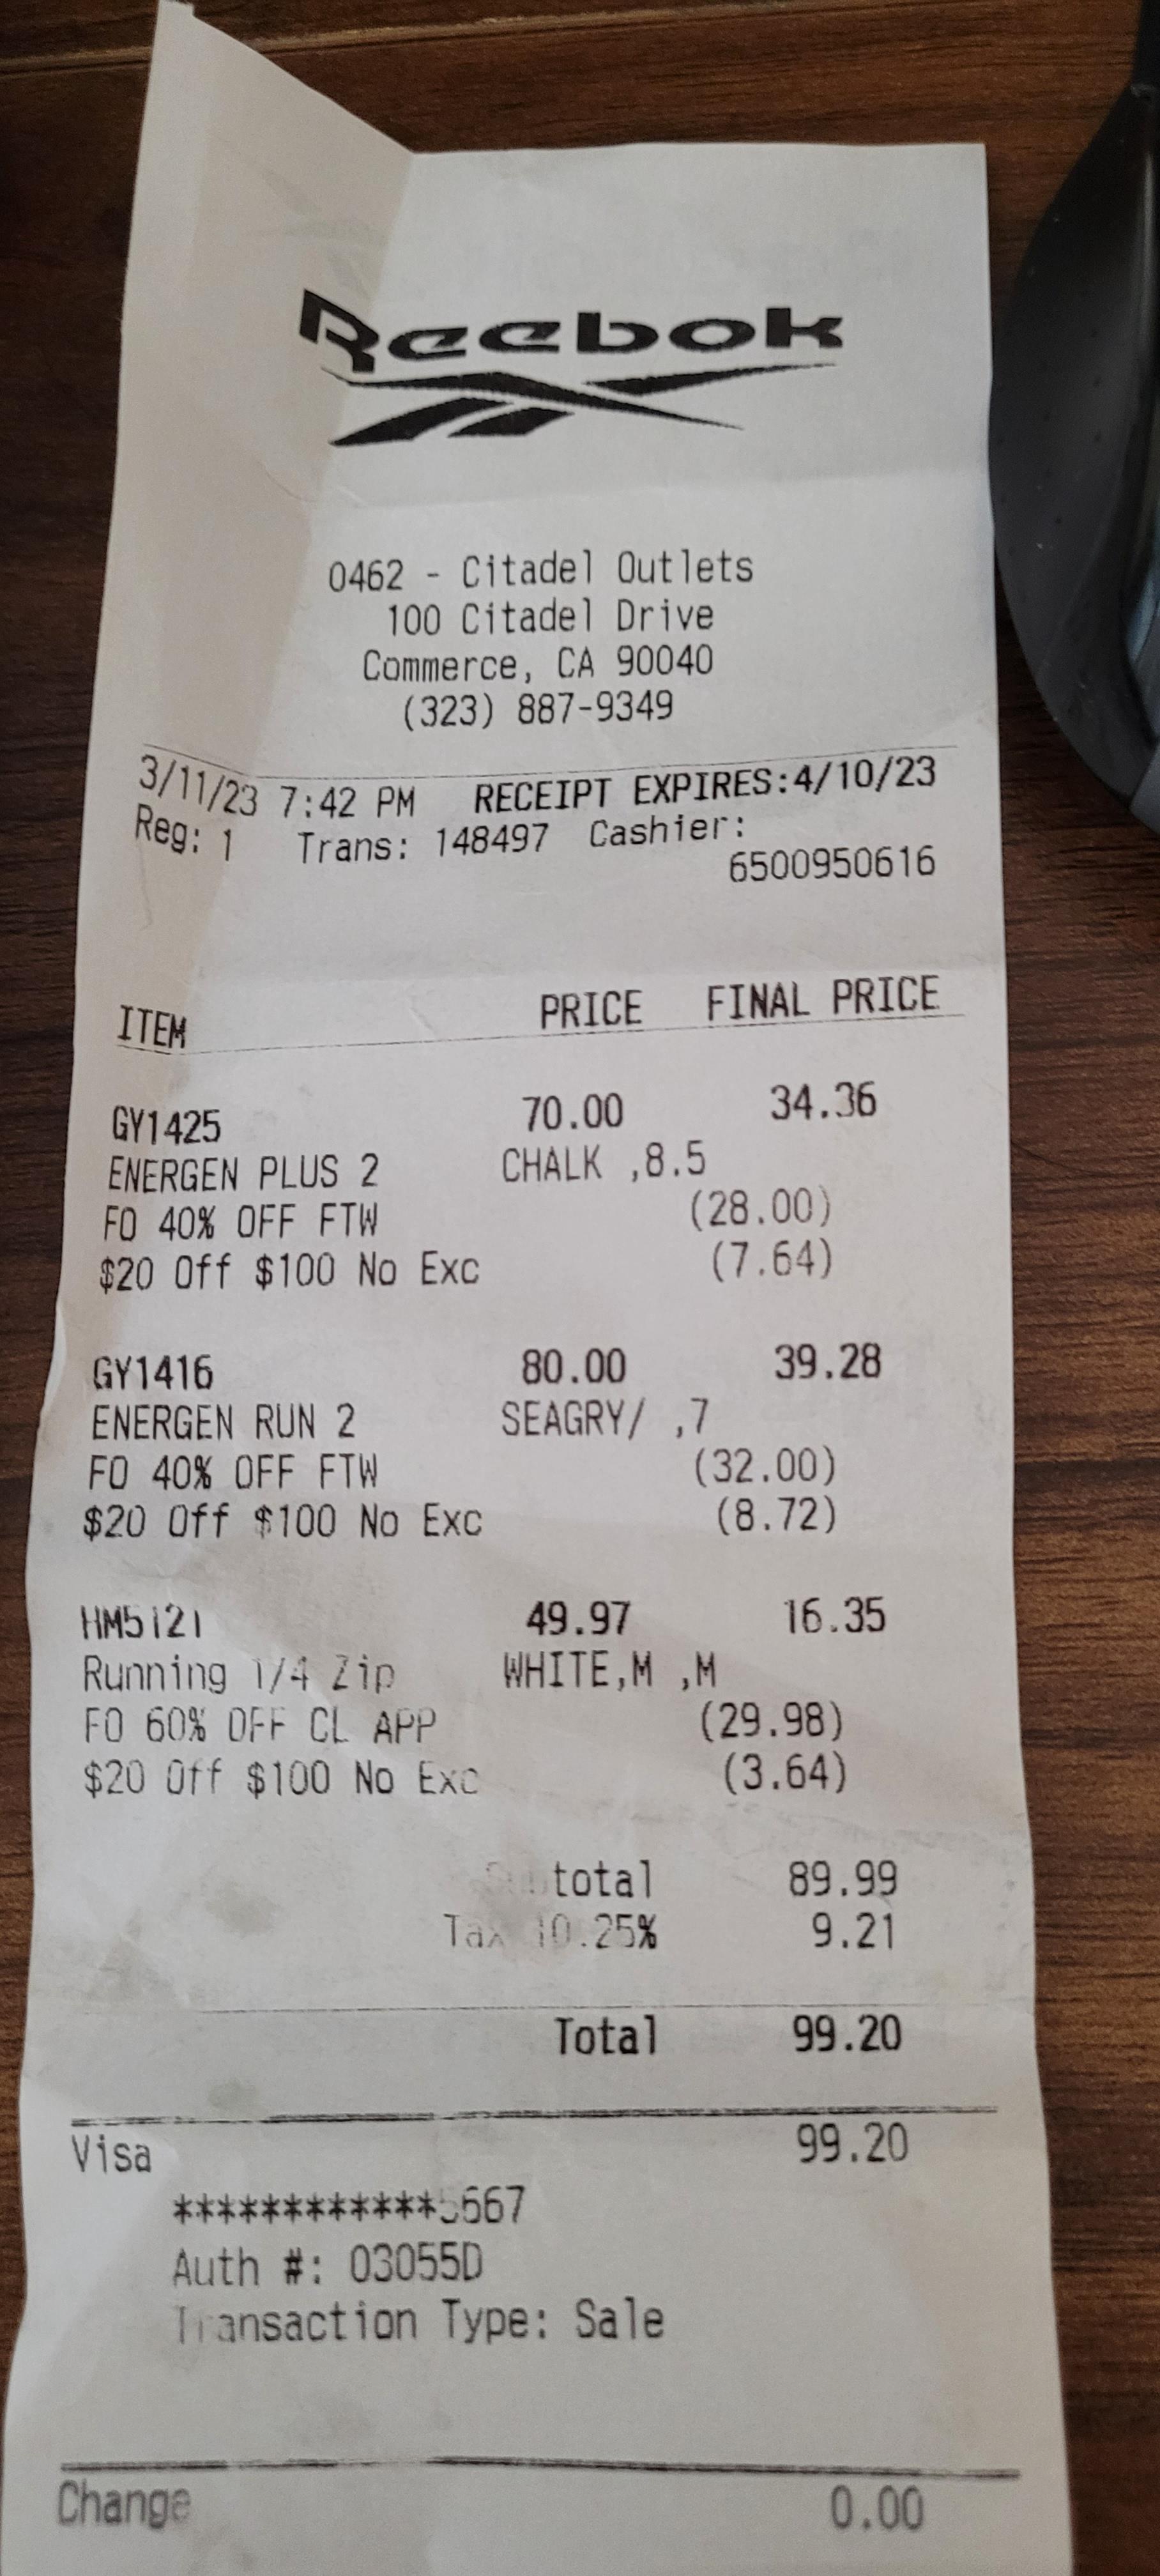 Reebok
0462 - Citadel Outlets
100 Citadel Drive
Commerce, CA 90040
(323) 887-9349
3/11/23 7:42 PM RECEIPT EXPIRES:4/10/23
Reg: 1 Trans: 148497 Cashier:
6500950616
ITEM PRICE FINAL PRICE
GY1425 70.00 34.36
ENERGEN PLUS 2 CHALK ,8.5
FO 40% OFF FTW (28.00)
$20 Off $100 No Exc (7.64)
GY1416 80.00 39.28
ENERGEN RUN 2 SEAGRY/ ,7
FO 40% OFF FTW (32.00)
$20 Off $100 No Exc (8.72)
HM5121 49.97 16.35
Running 1/4 Zip WHITE,M ,M
FO 60% OFF CL APP (29.98)
$20 Off $100 No Exc (3.64)
Subtotal 89.99
Tax 10.25% 9.21
Total 99.20
Visa 99.20
************5667
Auth #: 03055D
Transaction Type: Sale
Change 0.00